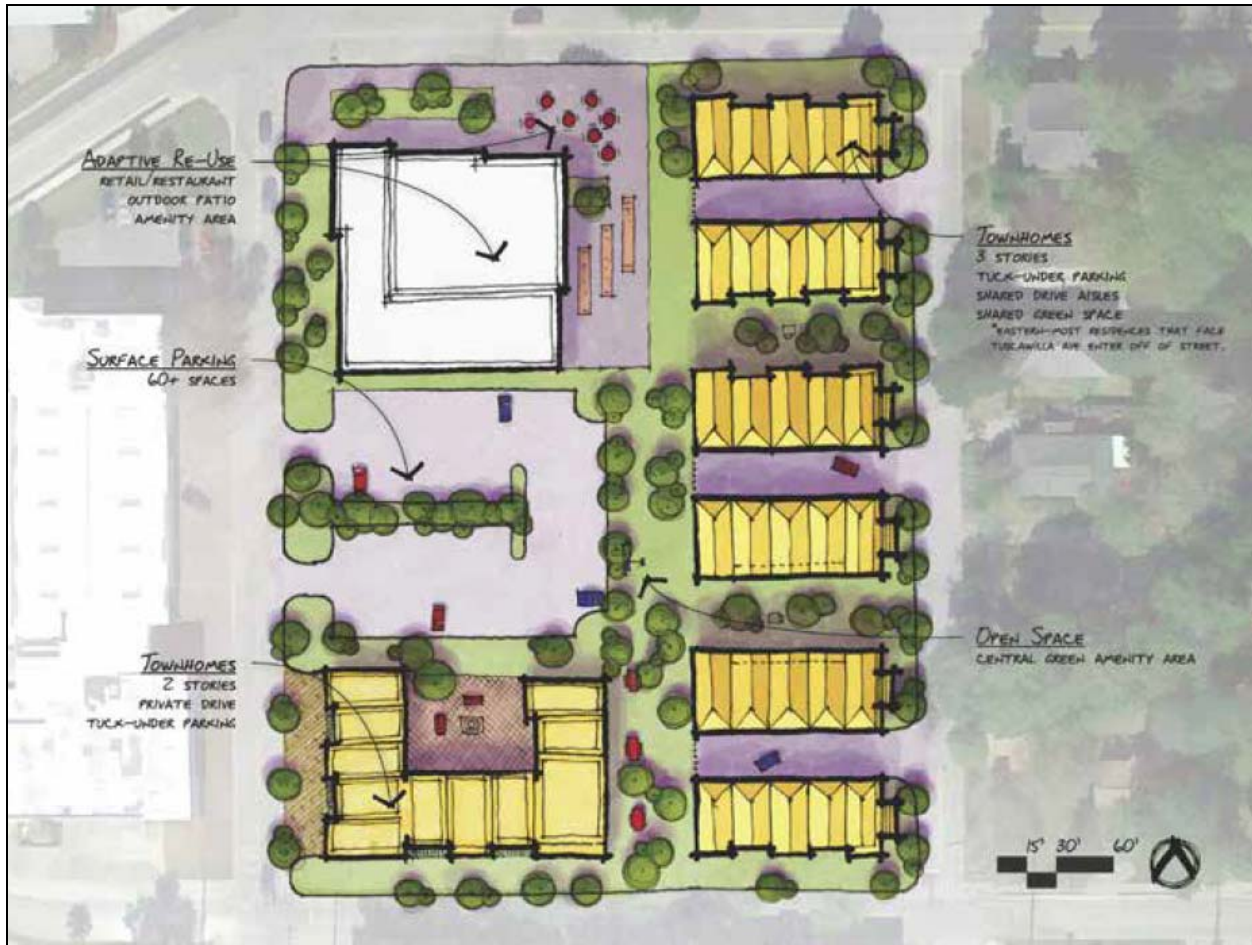 ADAPTIVE RE-USE
RETAIL/RESTAURANT
OUTDOOR PATIO
AMENITY AREA
SURFACE PARKING
60+ SPACES
TOWNHOMES
2 STORIES
PRIVATE DRIVE
TUCK-UNDER PARKING
TOWNHOMES
3 STORIES
TUCK-UNDER PARKING
SHARED DRIVE AISLES
SHARED GREEN SPACE
*EASTERN-MOST RESIDENCES THAT FACE
TUSCAWILLA AVE ENTER OFF OF STREET.
OPEN SPACE
CENTRAL GREEN AMENITY AREA
15' 30' 60'